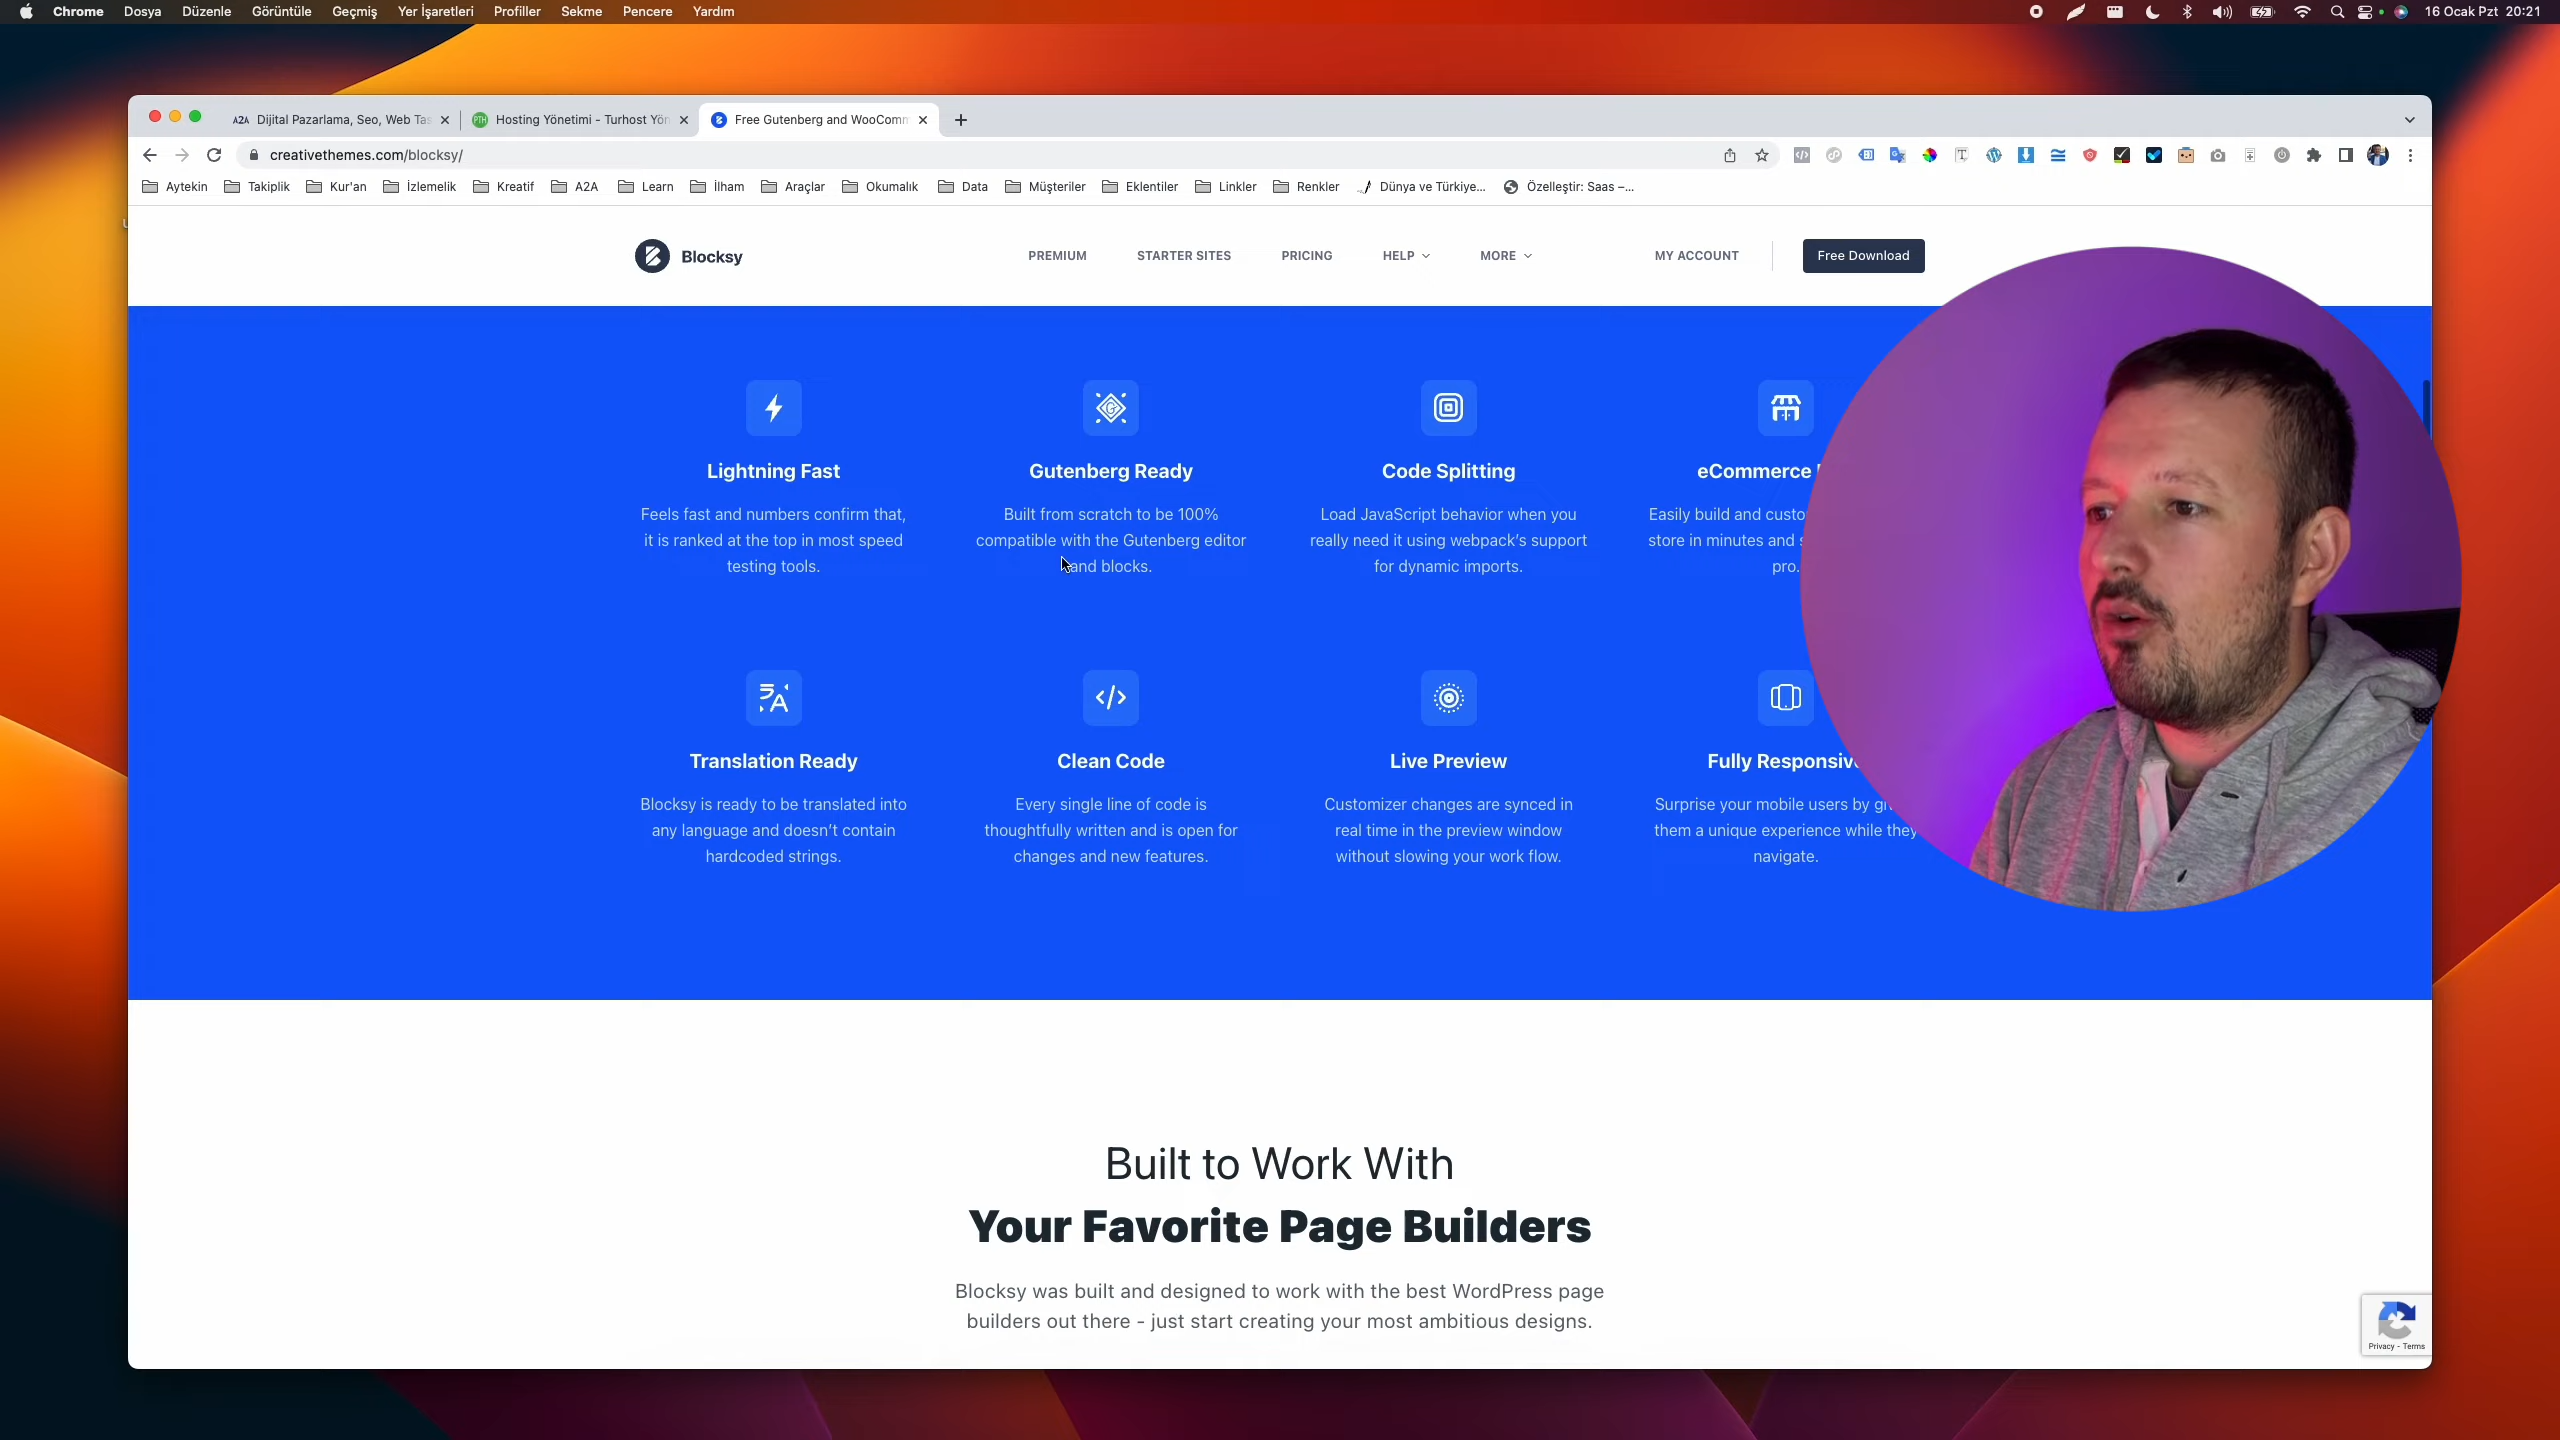 Chrome Dosya Düzenle Görüntüle Geçmiş Yer İşaretleri Profiller Sekme Pencere Yardım 16 Ocak Pzt 20:21
A2A Dijital Pazarlama, Seo, Web Tas PTH Hosting Yönetimi - Turhost Yön Free Gutenberg and WooComm
creativethemes.com/blocksy/
Aytekin Takiplik Kur'an İzlemelik Kreatif A2A Learn İlham Araçlar Okumalık Data Müşteriler Eklentiler Linkler Renkler Dünya ve Türkiye... Özelleştir: Saas –...
Blocksy PREMIUM STARTER SITES PRICING HELP MORE MY ACCOUNT Free Download
Lightning Fast
Feels fast and numbers confirm that,
it is ranked at the top in most speed
testing tools.
Gutenberg Ready
Built from scratch to be 100%
compatible with the Gutenberg editor
and blocks.
Code Splitting
Load JavaScript behavior when you
really need it using webpack's support
for dynamic imports.
eCommerce
Easily build and custo
store in minutes and s
pro.
Translation Ready
Blocksy is ready to be translated into
any language and doesn't contain
hardcoded strings.
Clean Code
Every single line of code is
thoughtfully written and is open for
changes and new features.
Live Preview
Customizer changes are synced in
real time in the preview window
without slowing your work flow.
Fully Responsiv
Surprise your mobile users by gi
them a unique experience while they
navigate.
Built to Work With
Your Favorite Page Builders
Blocksy was built and designed to work with the best WordPress page
builders out there - just start creating your most ambitious designs.
Privacy - Terms